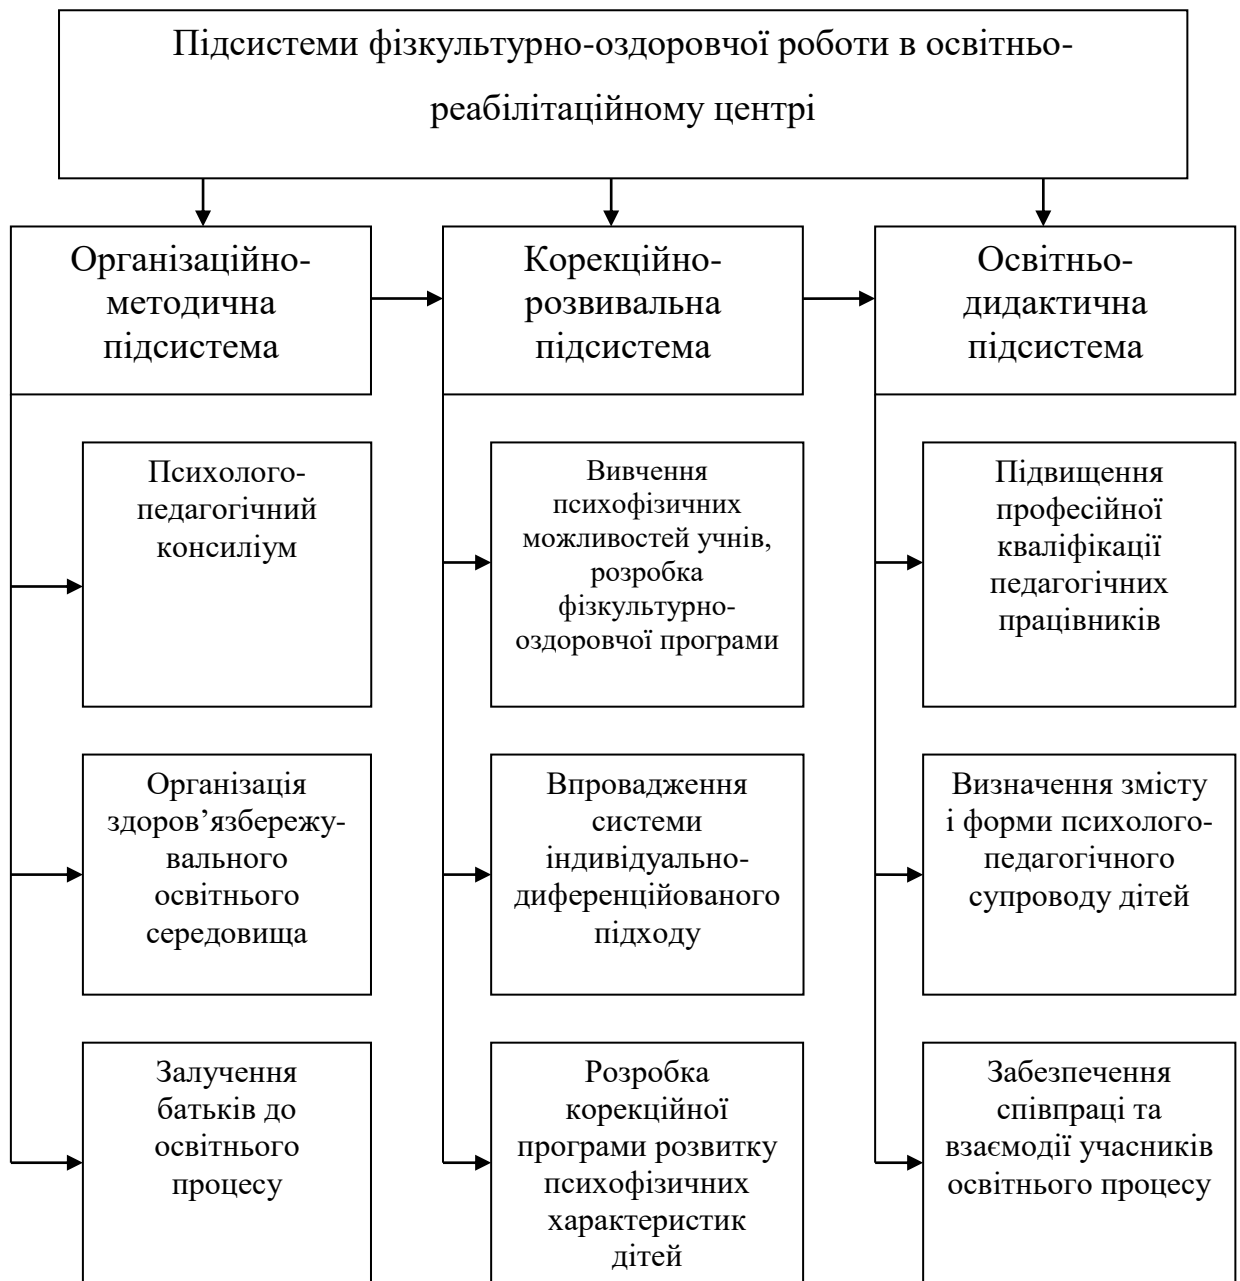 Підсистеми фізкультурно-оздоровчої роботи в освітньо-
реабілітаційному центрі
Організаційно-
методична
підсистема
Корекційно-
розвивальна
підсистема
Освітньо-
дидактична
підсистема
Психолого-
педагогічний
консиліум
Вивчення
психофізичних
можливостей учнів,
розробка
фізкультурно-
оздоровчої програми
Підвищення
професійної
кваліфікації
педагогічних
працівників
Організація
здоров’язбережу-
вального
освітнього
середовища
Впровадження
системи
індивідуально-
диференційованого
підходу
Визначення змісту
і форми психолого-
педагогічного
супроводу дітей
Залучення
батьків до
освітнього
процесу
Розробка
корекційної
програми розвитку
психофізичних
характеристик
дітей
Забезпечення
співпраці та
взаємодії учасників
освітнього процесу